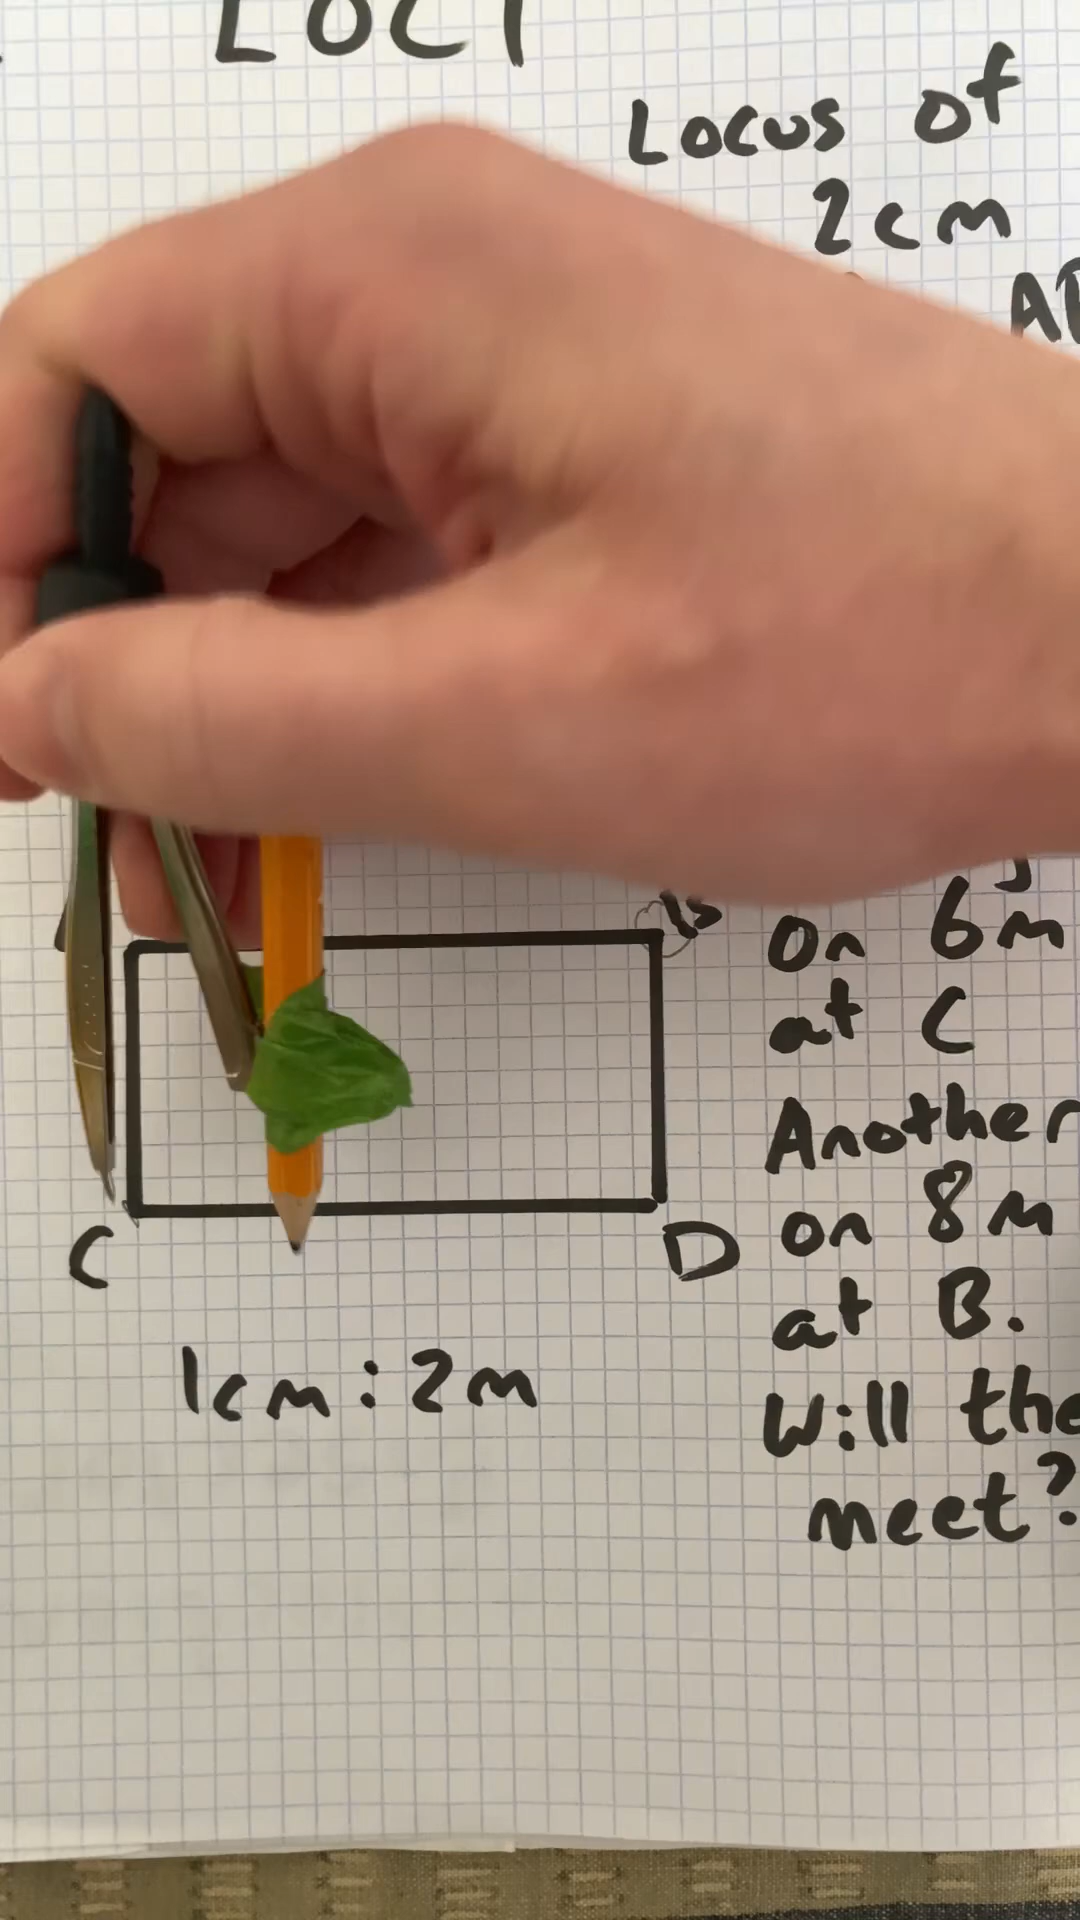 LOCI
Locus of
2cm
on 6m
at C
Another
on 8m
at B.
Will the
meet?
B
C
D
1cm : 2m